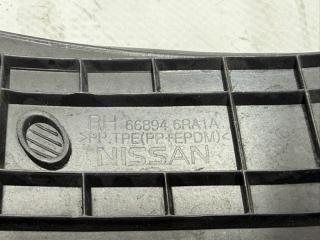 RH 66894 6RA1A
>PP.TPE(PP+EPDM)<
NISSAN